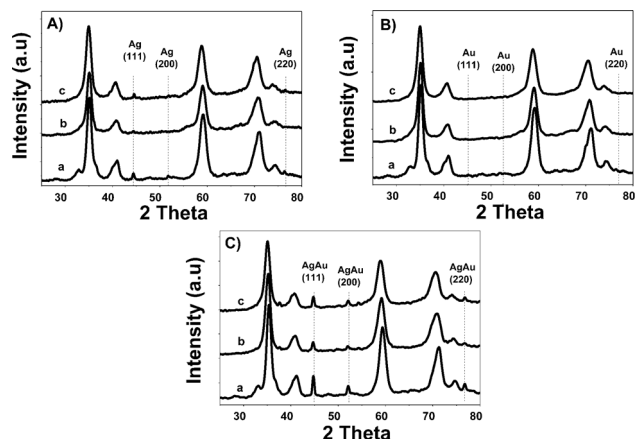 A)
Ag Ag Ag
(111) (200) (220)
c
b
a
Intensity (a.u)
30 40 50 60 70 80
2 Theta
B)
Au Au Au
(111) (200) (220)
c
b
a
Intensity (a.u)
30 40 50 60 70 80
2 Theta
C)
AgAu AgAu AgAu
(111) (200) (220)
c
b
a
Intensity (a.u)
30 40 50 60 70 80
2 Theta